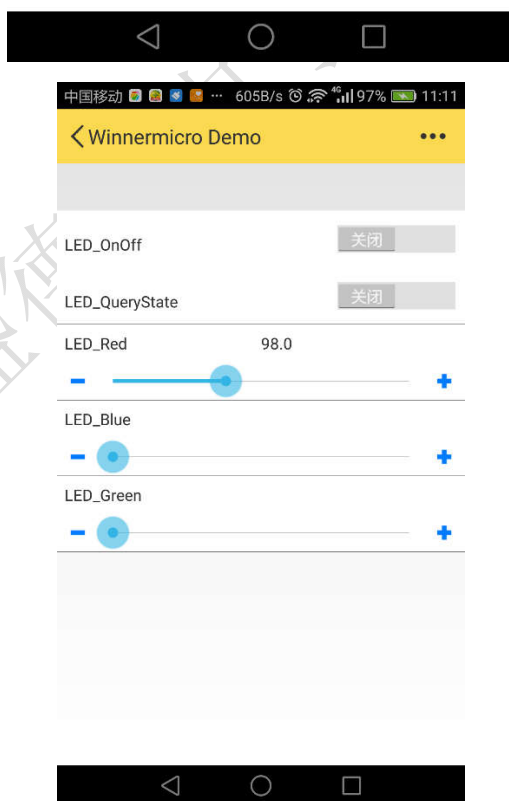 中国移动 ... 605B/s 4G 97% 11:11
Winnermicro Demo
LED_OnOff 关闭
LED_QueryState 关闭
LED_Red 98.0
LED_Blue
LED_Green